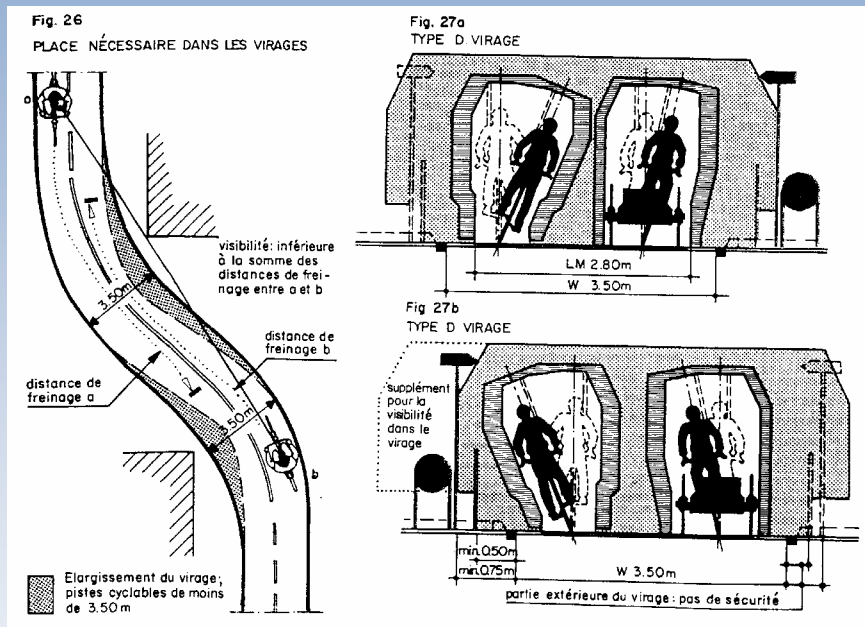 Fig. 26
PLACE NÉCESSAIRE DANS LES VIRAGES
a
visibilité: inférieure
à la somme des
distances de frei-
nage entre a et b
3.50m
distance de
freinage b
distance de
freinage a
3.50m
b
Elargissement du virage;
pistes cyclables de moins
de 3.50 m
Fig. 27a
TYPE D VIRAGE
LM 2.80m
W 3.50m
Fig 27b
TYPE D VIRAGE
supplément
pour la
visibilité
dans le
virage
min. 0.50m
min. 0.75m
W 3.50m
partie extérieure du virage: pas de sécurité